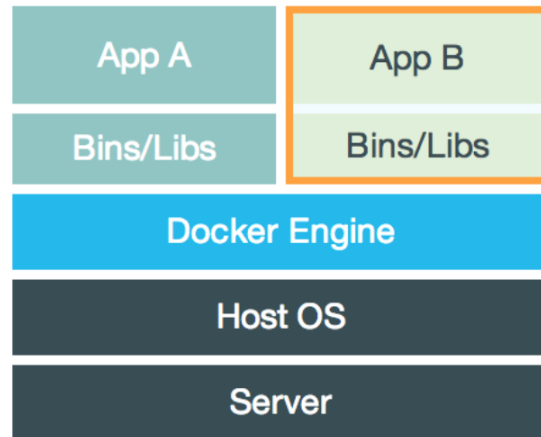 App A
App B
Bins/Libs
Bins/Libs
Docker Engine
Host OS
Server